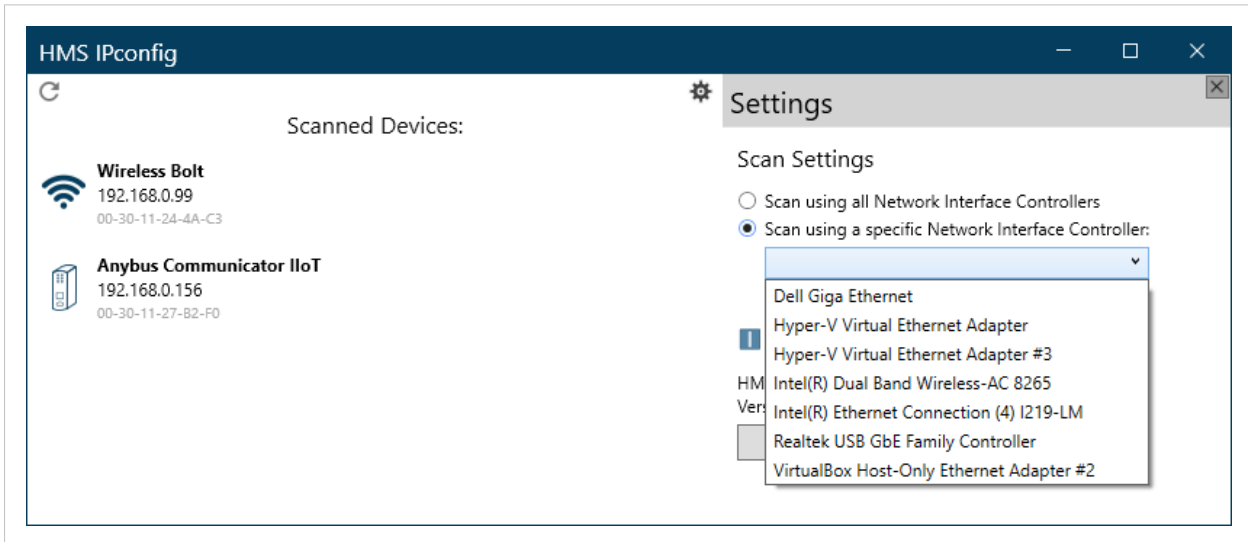 HMS IPconfig
Scanned Devices:
Wireless Bolt
192.168.0.99
00-30-11-24-4A-C3
Anybus Communicator IIoT
192.168.0.156
00-30-11-27-B2-F0
Settings
Scan Settings
Scan using all Network Interface Controllers
Scan using a specific Network Interface Controller:
Dell Giga Ethernet
Hyper-V Virtual Ethernet Adapter
Hyper-V Virtual Ethernet Adapter #3
HM
Intel(R) Dual Band Wireless-AC 8265
Ver
Intel(R) Ethernet Connection (4) I219-LM
Realtek USB GbE Family Controller
VirtualBox Host-Only Ethernet Adapter #2